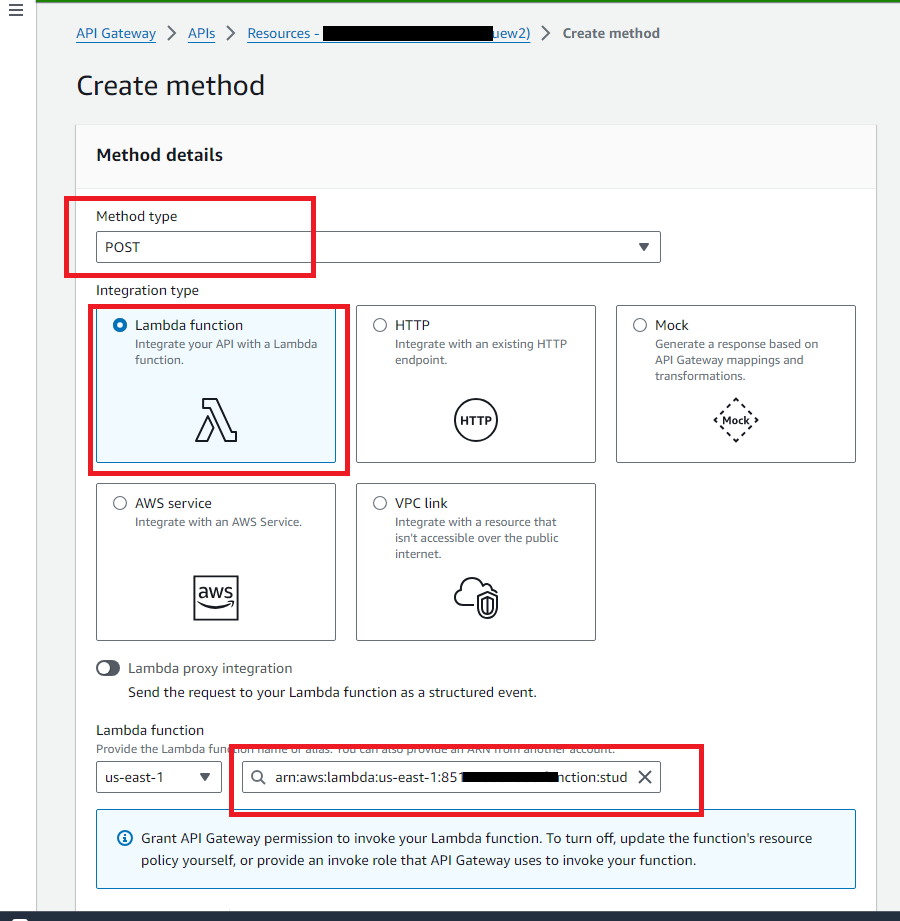 API Gateway > APIs > Resources - uew2) > Create method
Create method
Method details
Method type
POST
Integration type
Lambda function
Integrate your API with a Lambda
function.
HTTP
Integrate with an existing HTTP
endpoint.
HTTP
Mock
Generate a response based on
API Gateway mappings and
transformations.
Mock
AWS service
Integrate with an AWS Service.
aws
VPC link
Integrate with a resource that
isn't accessible over the public
internet.
Lambda proxy integration
Send the request to your Lambda function as a structured event.
Lambda function
Provide the Lambda function name or alias. You can also provide an ARN from another account.
us-east-1
arn:aws:lambda:us-east-1:851 nction:stud
Grant API Gateway permission to invoke your Lambda function. To turn off, update the function's resource
policy yourself, or provide an invoke role that API Gateway uses to invoke your function.